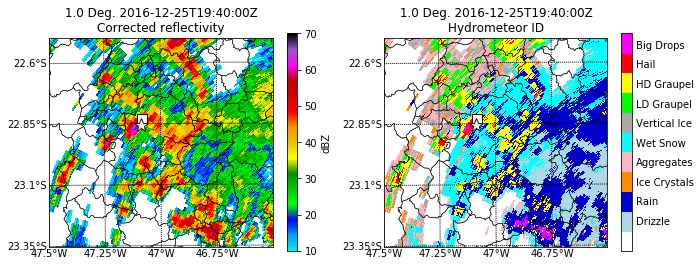 1.0 Deg. 2016-12-25T19:40:00Z
Corrected reflectivity
22.6°S
22.85°S
23.1°S
23.35°S
47.5°W
47.25°W
47°W
46.75°W
70
60
50
40
30
20
10
dBZ
1.0 Deg. 2016-12-25T19:40:00Z
Hydrometeor ID
22.6°S
22.85°S
23.1°S
23.35°S
47.5°W
47.25°W
47°W
46.75°W
Big Drops
Hail
HD Graupel
LD Graupel
Vertical Ice
Wet Snow
Aggregates
Ice Crystals
Rain
Drizzle